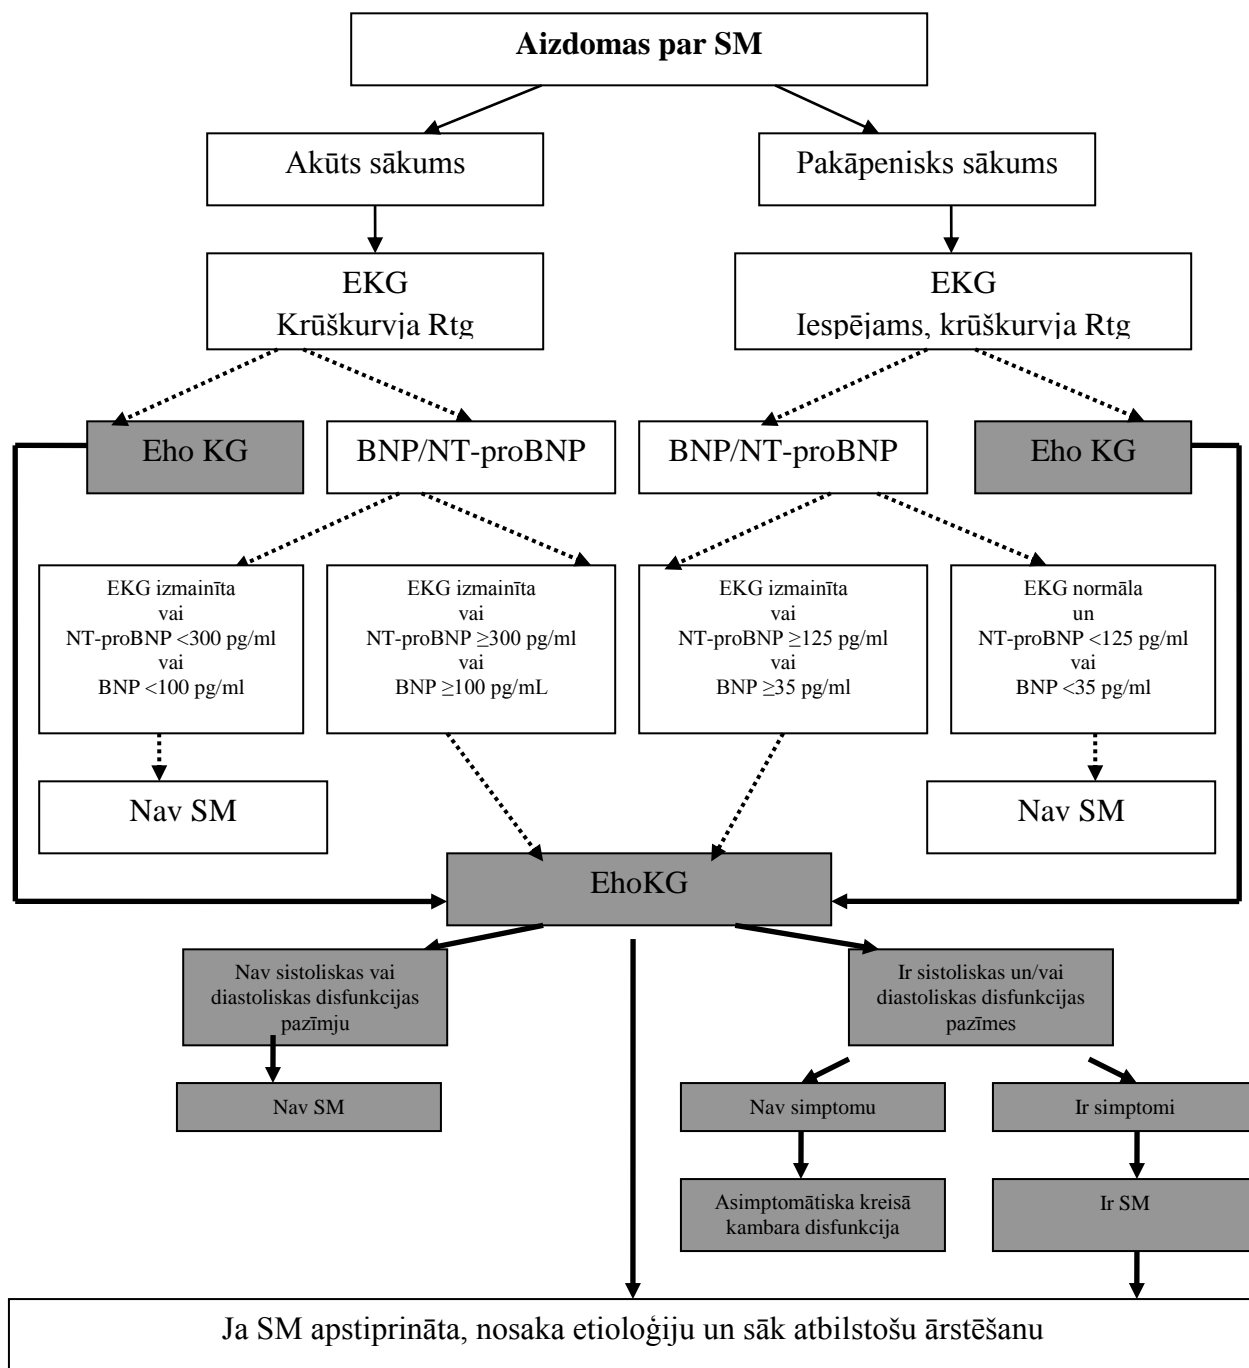 Aizdomas par SM
Akūts sākums
Pakāpenisks sākums
EKG
Krūškurvja Rtg
EKG
Iespējams, krūškurvja Rtg
Eho KG
BNP/NT-proBNP
BNP/NT-proBNP
Eho KG
EKG izmainīta
vai
NT-proBNP <300 pg/ml
vai
BNP <100 pg/ml
EKG izmainīta
vai
NT-proBNP ≥300 pg/ml
vai
BNP ≥100 pg/mL
EKG izmainīta
vai
NT-proBNP ≥125 pg/ml
vai
BNP ≥35 pg/ml
EKG normāla
un
NT-proBNP <125 pg/ml
vai
BNP <35 pg/ml
Nav SM
Nav SM
EhoKG
Nav sistoliskas vai
diastoliskas disfunkcijas
pazīmju
Ir sistoliskas un/vai
diastoliskas disfunkcijas
pazīmes
Nav SM
Nav simptomu
Ir simptomi
Asimptomātiska kreisā
kambara disfunkcija
Ir SM
Ja SM apstiprināta, nosaka etioloģiju un sāk atbilstošu ārstēšanu